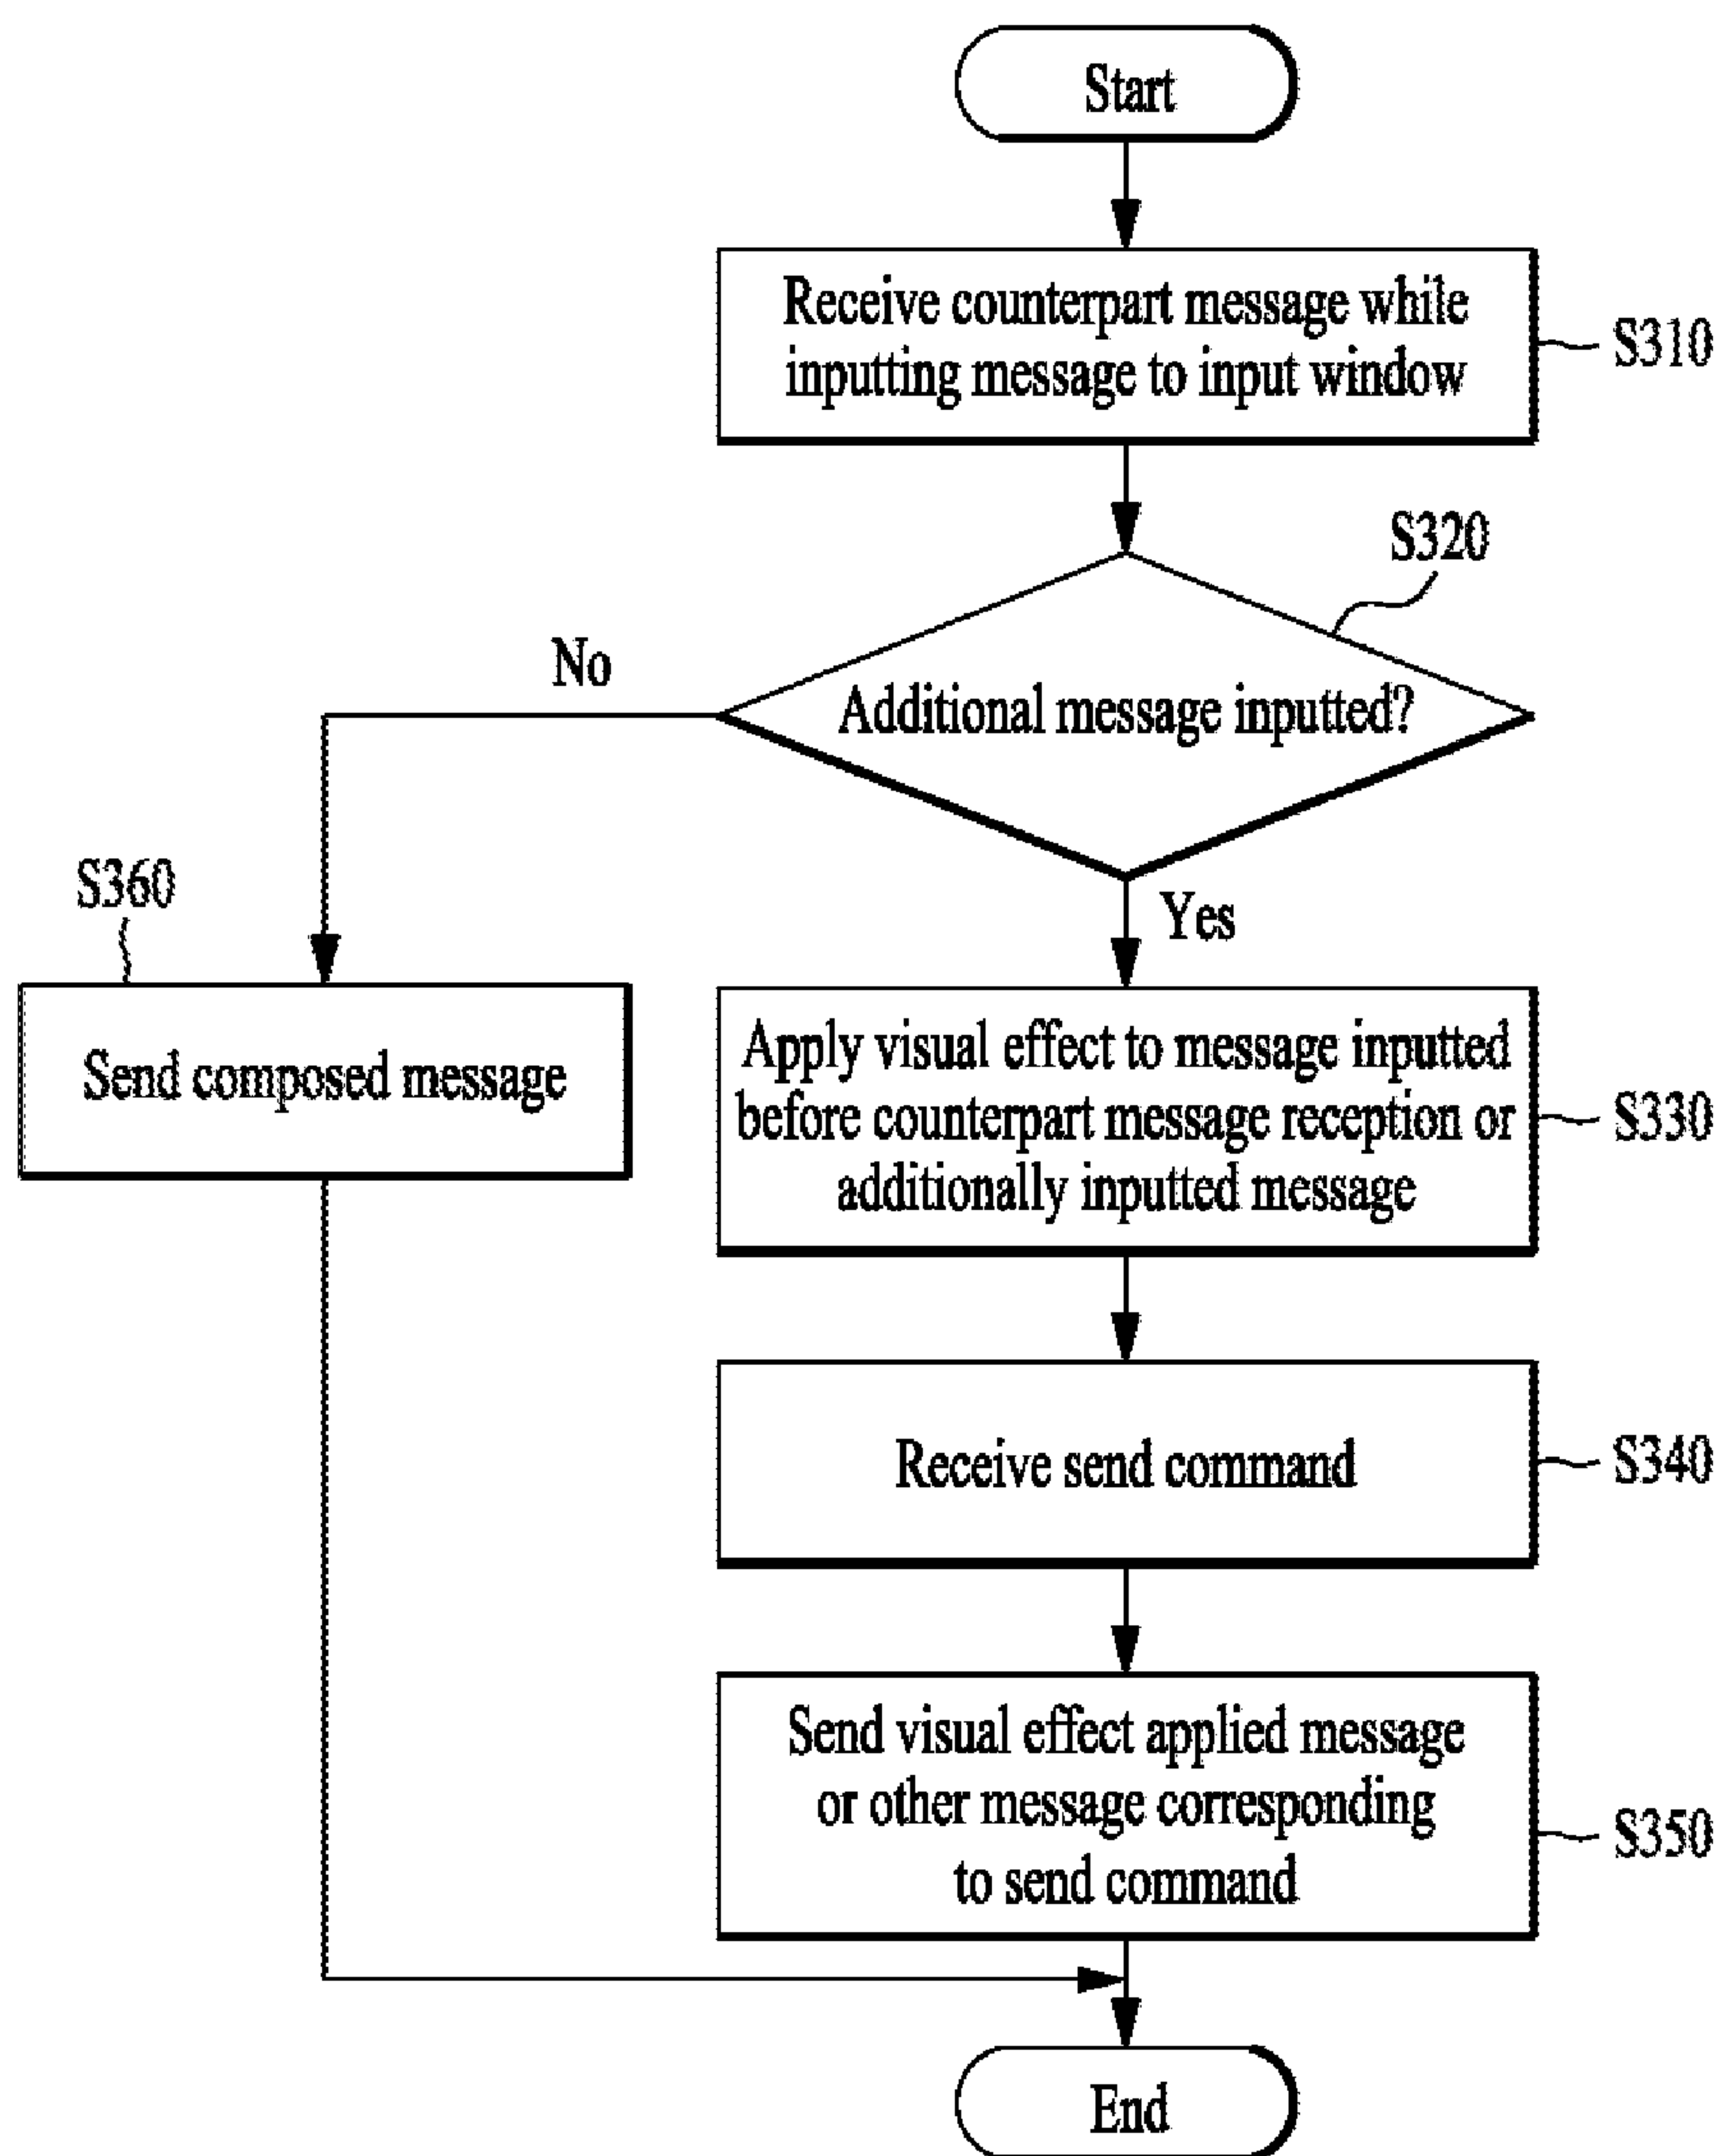 Start
Receive counterpart message while
inputting message to input window
S310
S320
Additional message inputted?
No
Yes
S360
Send composed message
Apply visual effect to message inputted
before counterpart message reception or
additionally inputted message
S330
Receive send command
S340
Send visual effect applied message
or other message corresponding
to send command
S350
End